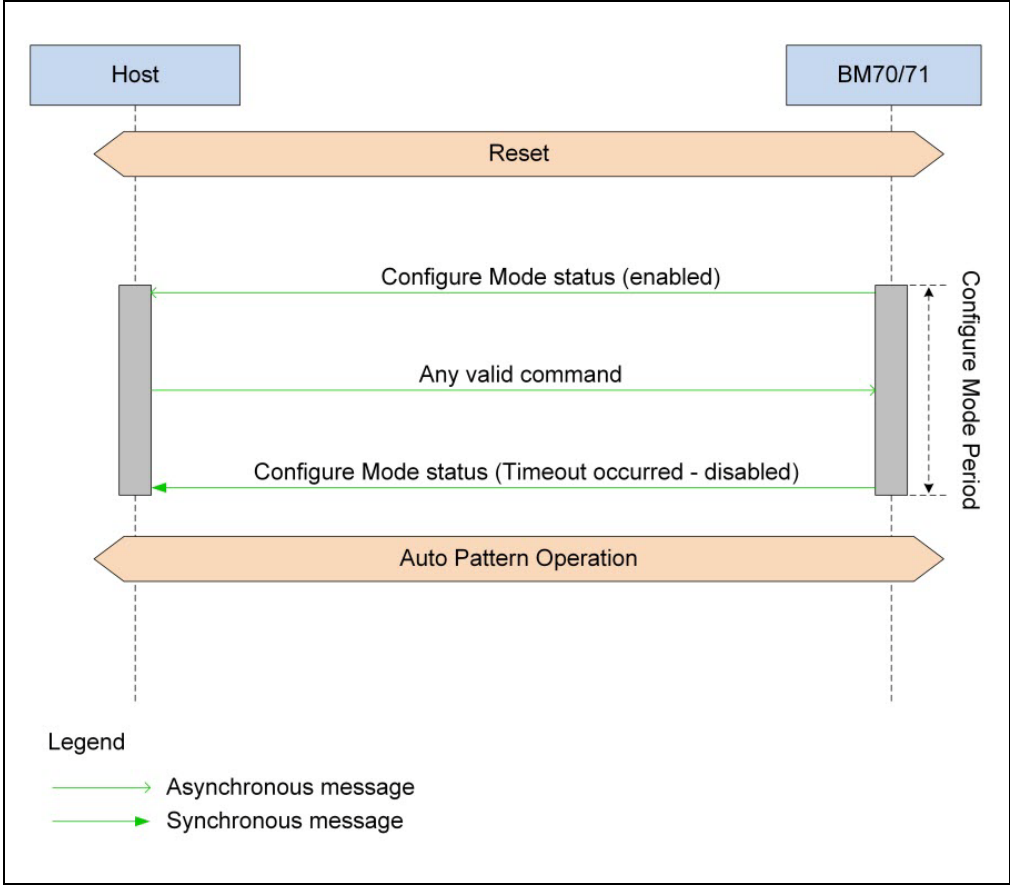 Host
BM70/71
Reset
Configure Mode status (enabled)
Any valid command
Configure Mode status (Timeout occurred - disabled)
Configure Mode Period
Auto Pattern Operation
Legend
Asynchronous message
Synchronous message